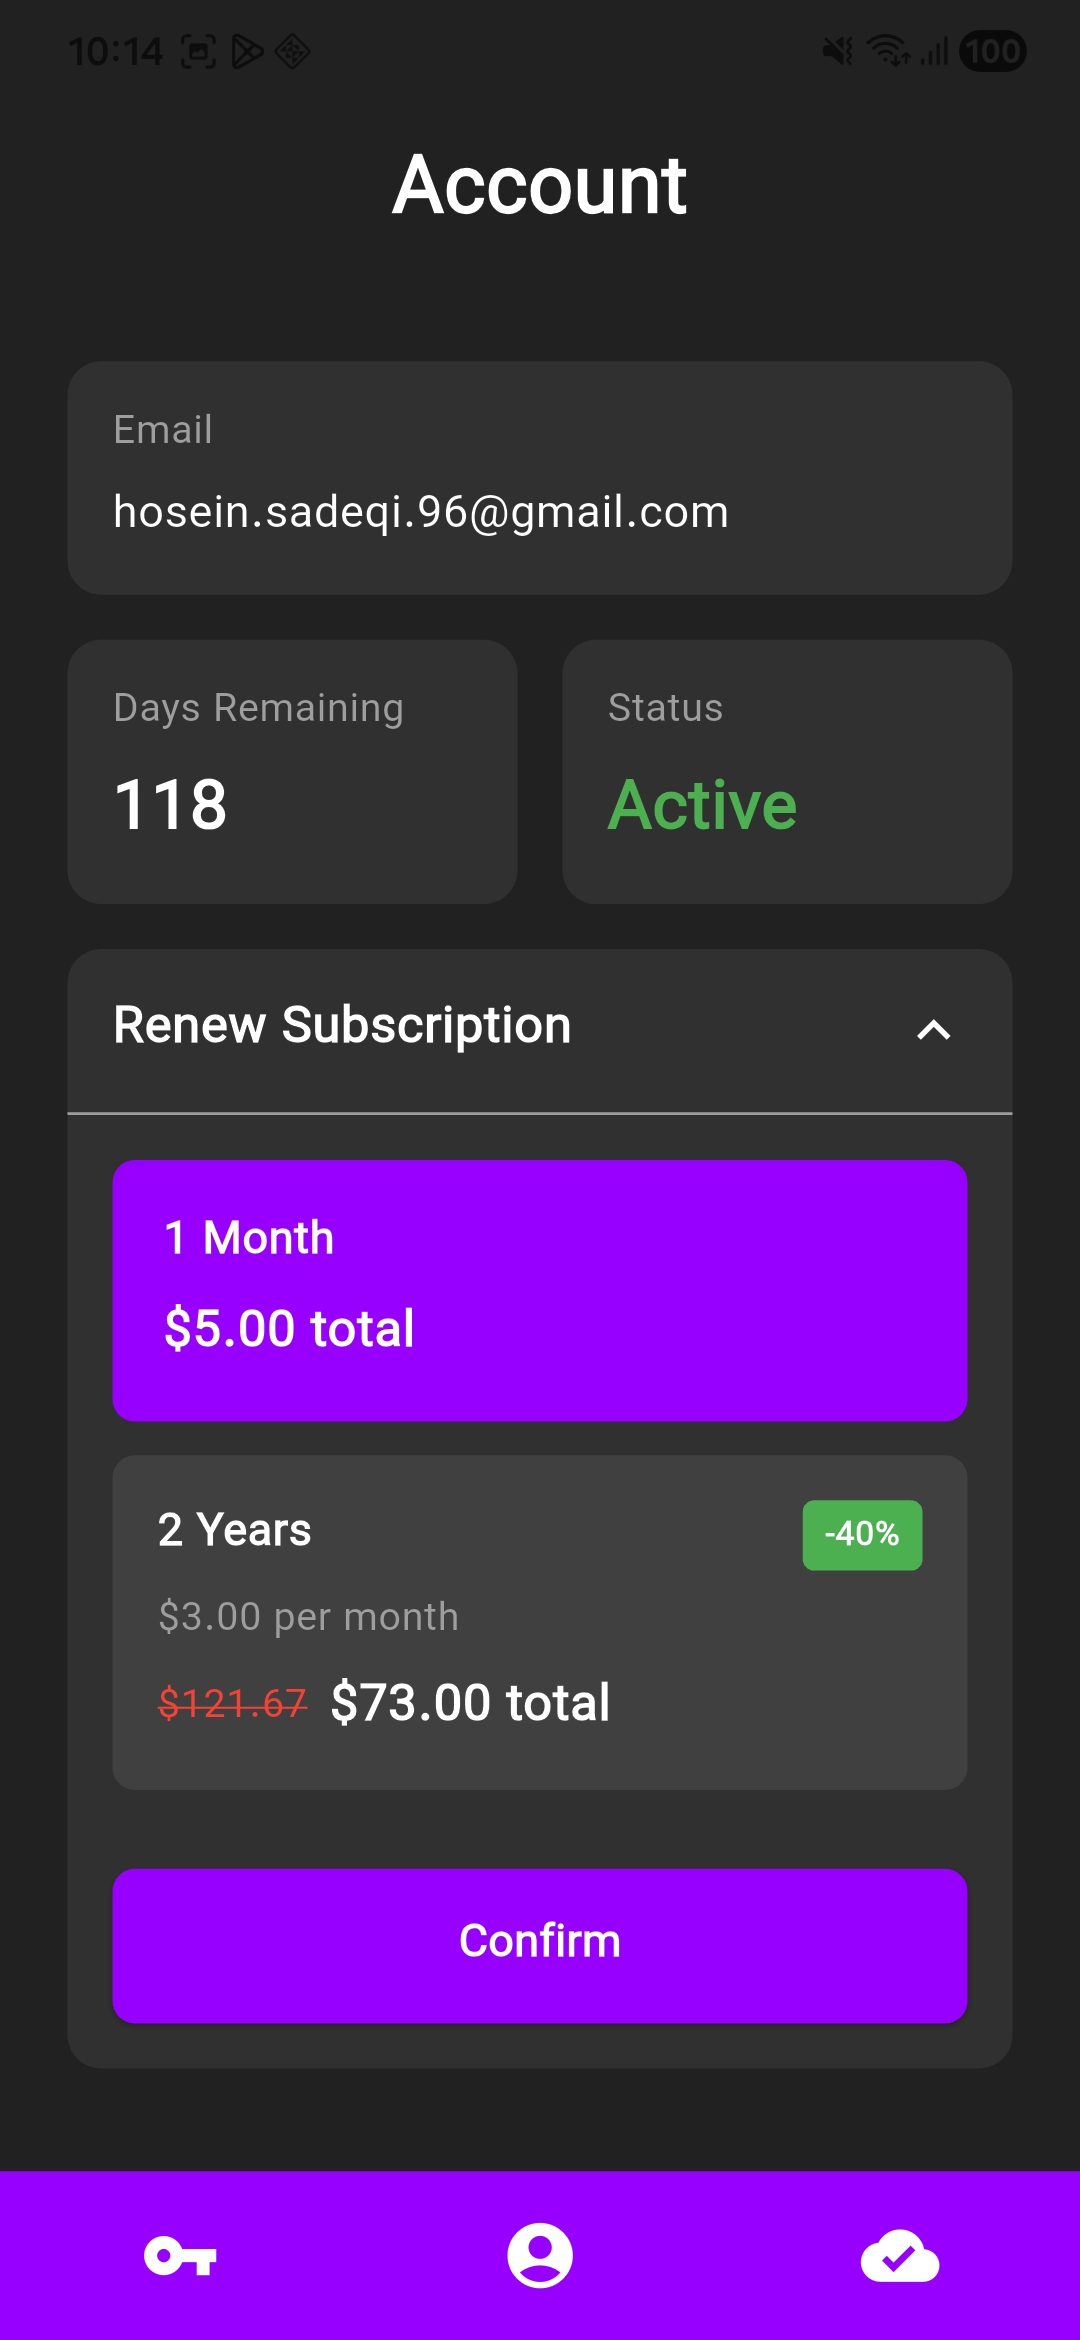 10:14
100
Account
Email
hosein.sadeqi.96@gmail.com
Days Remaining
Status
118
Active
Renew Subscription
1 Month
$5.00 total
2 Years
-40%
$3.00 per month
$121.67 $73.00 total
Confirm